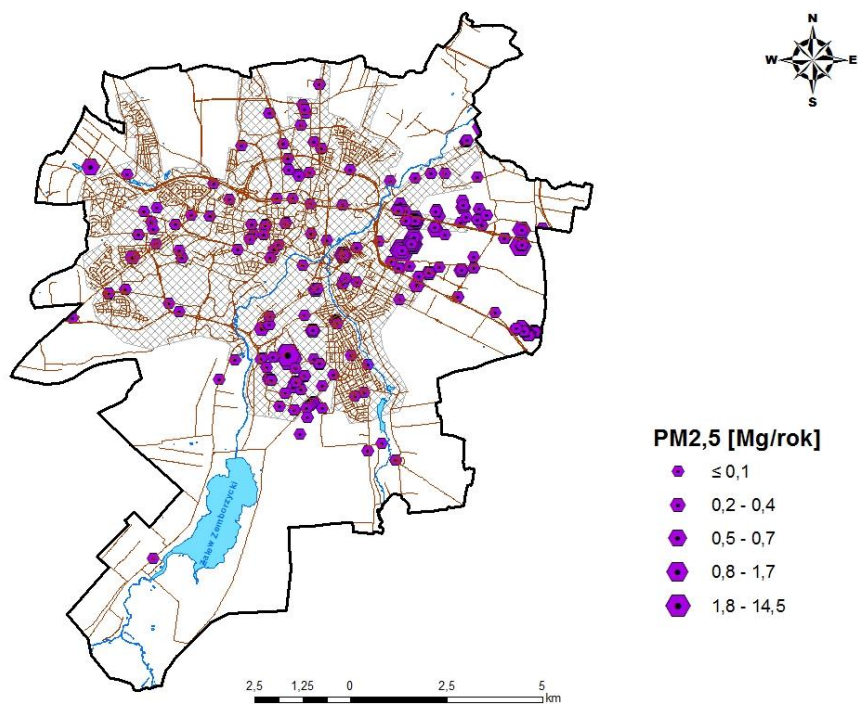 N
W E
S
PM2,5 [Mg/rok]
≤ 0,1
0,2 - 0,4
0,5 - 0,7
0,8 - 1,7
1,8 - 14,5
Zalew Zemborzycki
2,5 1,25 0 2,5 5
km